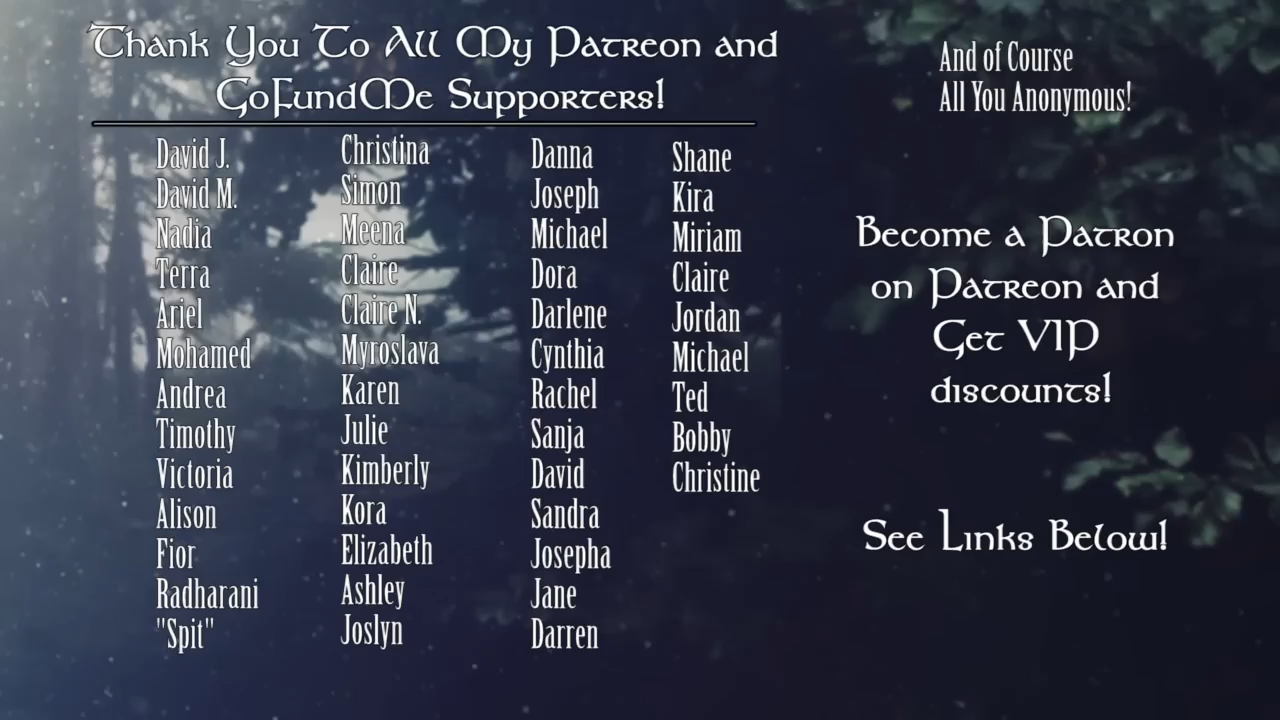 Thank You To All My Patreon and
GoFundMe Supporters!
David J.
David M.
Nadia
Terra
Ariel
Mohamed
Andrea
Timothy
Victoria
Alison
Fior
Radharani
"Spit"
Christina
Simon
Meena
Claire
Claire N.
Myroslava
Karen
Julie
Kimberly
Kora
Elizabeth
Ashley
Joslyn
Danna
Joseph
Michael
Dora
Darlene
Cynthia
Rachel
Sanja
David
Sandra
Josepha
Jane
Darren
Shane
Kira
Miriam
Claire
Jordan
Michael
Ted
Bobby
Christine
And of Course
All You Anonymous!
Become a Patron
on Patreon and
Get VIP
discounts!
See Links Below!